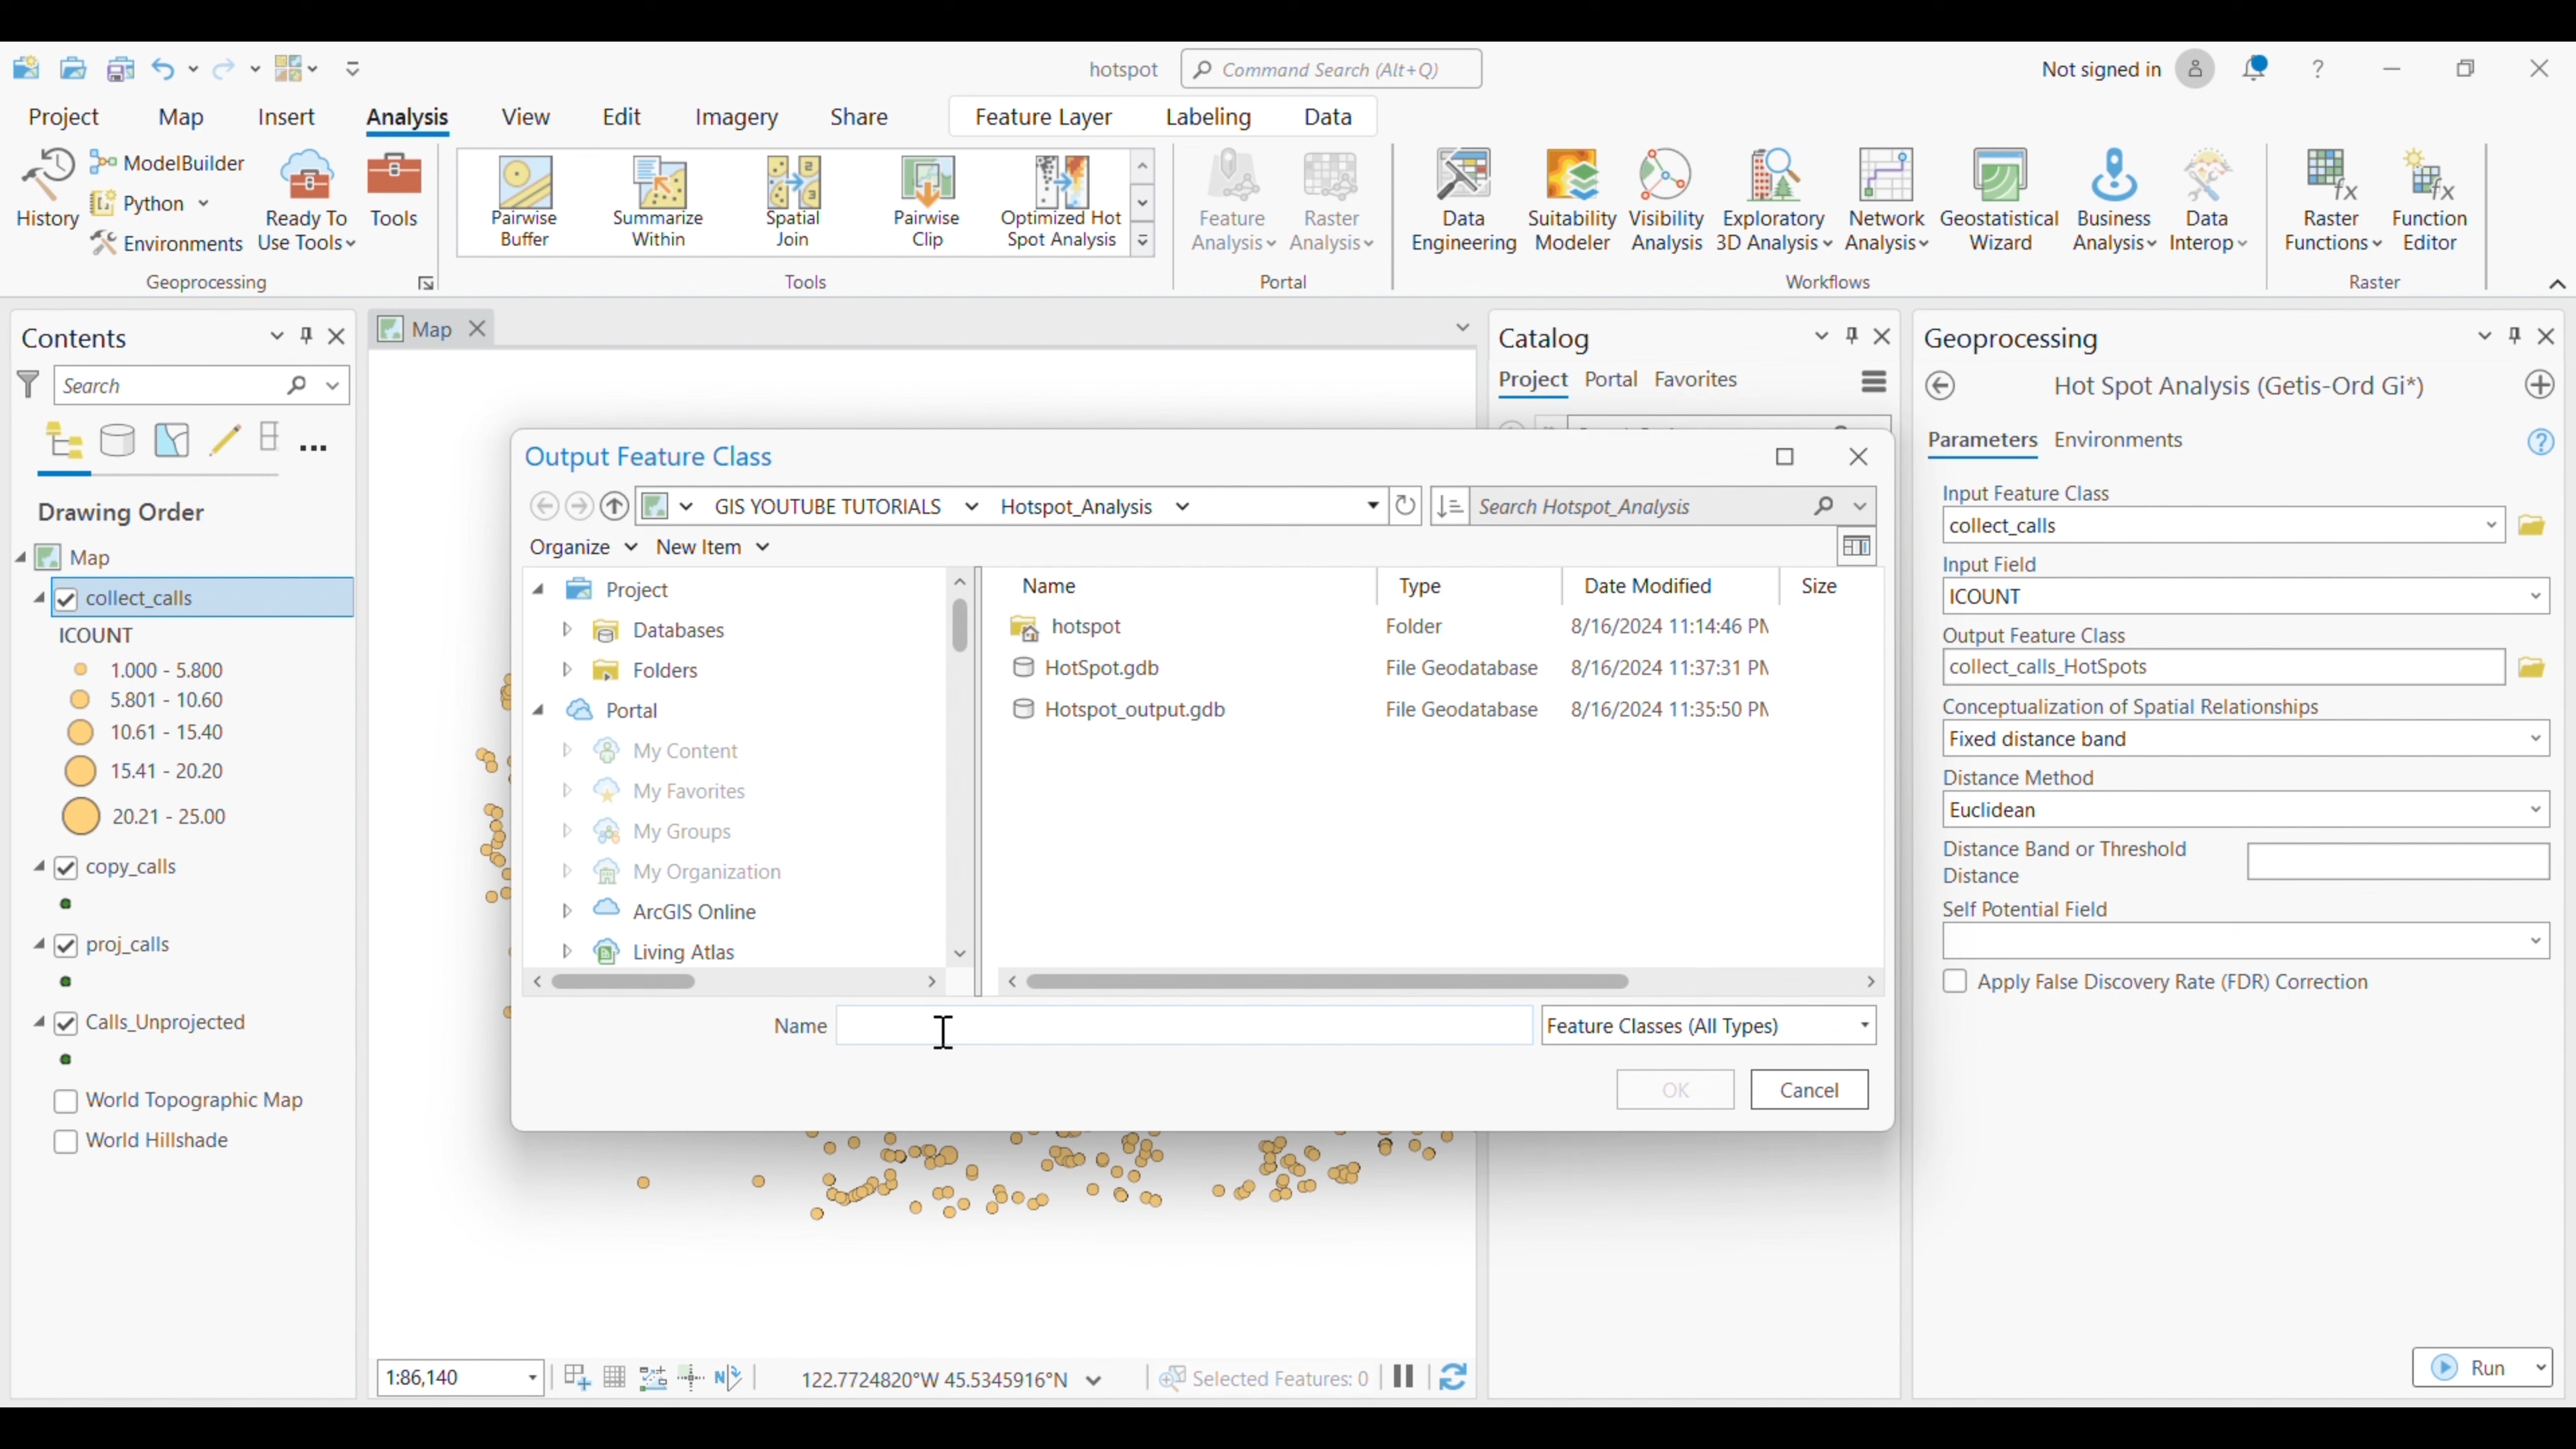 hotspot
Command Search (Alt+Q)
Not signed in
?
Project Map Insert Analysis View Edit Imagery Share Feature Layer Labeling Data
History
ModelBuilder
Python
Environments
Ready To Use Tools
Tools
Geoprocessing
Pairwise Buffer
Summarize Within
Spatial Join
Pairwise Clip
Optimized Hot Spot Analysis
Tools
Feature Analysis
Raster Analysis
Portal
Data Engineering
Suitability Modeler
Visibility Analysis
Exploratory 3D Analysis
Network Analysis
Geostatistical Wizard
Business Analysis
Data Interop
Workflows
Raster Functions
Function Editor
Raster
Contents
Search
Drawing Order
Map
collect_calls
ICOUNT
1.000 - 5.800
5.801 - 10.60
10.61 - 15.40
15.41 - 20.20
20.21 - 25.00
copy_calls
proj_calls
Calls_Unprojected
World Topographic Map
World Hillshade
Map
Catalog
Project Portal Favorites
Output Feature Class
GIS YOUTUBE TUTORIALS Hotspot_Analysis
Search Hotspot_Analysis
Organize New Item
Project
Databases
Folders
Portal
My Content
My Favorites
My Groups
My Organization
ArcGIS Online
Living Atlas
Name Type Date Modified Size
hotspot Folder 8/16/2024 11:14:46 PM
HotSpot.gdb File Geodatabase 8/16/2024 11:37:31 PM
Hotspot_output.gdb File Geodatabase 8/16/2024 11:35:50 PM
Name
Feature Classes (All Types)
OK Cancel
1:86,140
122.7724820°W 45.5345916°N
Selected Features: 0
Geoprocessing
Hot Spot Analysis (Getis-Ord Gi*)
Parameters Environments
?
Input Feature Class
collect_calls
Input Field
ICOUNT
Output Feature Class
collect_calls_HotSpots
Conceptualization of Spatial Relationships
Fixed distance band
Distance Method
Euclidean
Distance Band or Threshold
Distance
Self Potential Field
Apply False Discovery Rate (FDR) Correction
Run